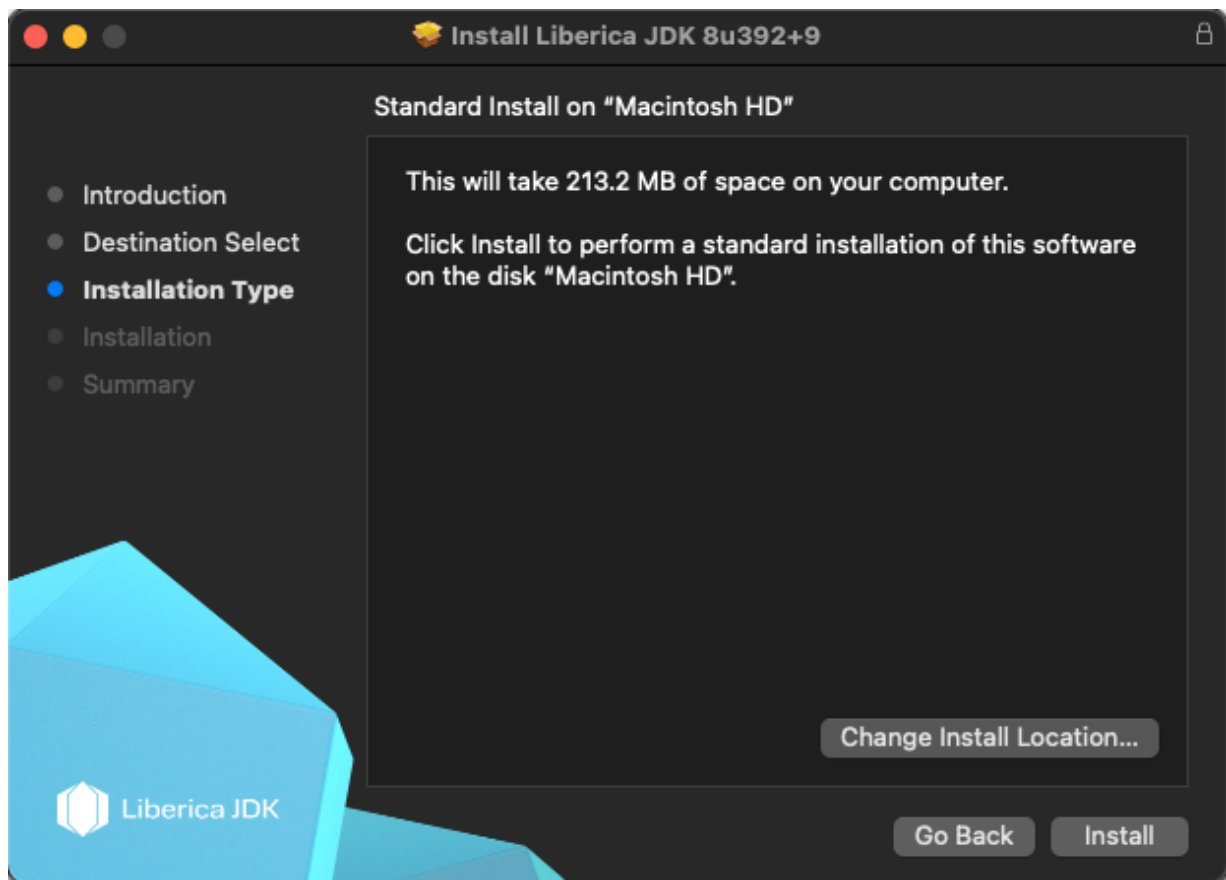 Install Liberica JDK 8u392+9
Standard Install on “Macintosh HD”
Introduction
Destination Select
Installation Type
Installation
Summary
This will take 213.2 MB of space on your computer.
Click Install to perform a standard installation of this software
on the disk “Macintosh HD”.
Change Install Location...
Liberica JDK
Go Back
Install